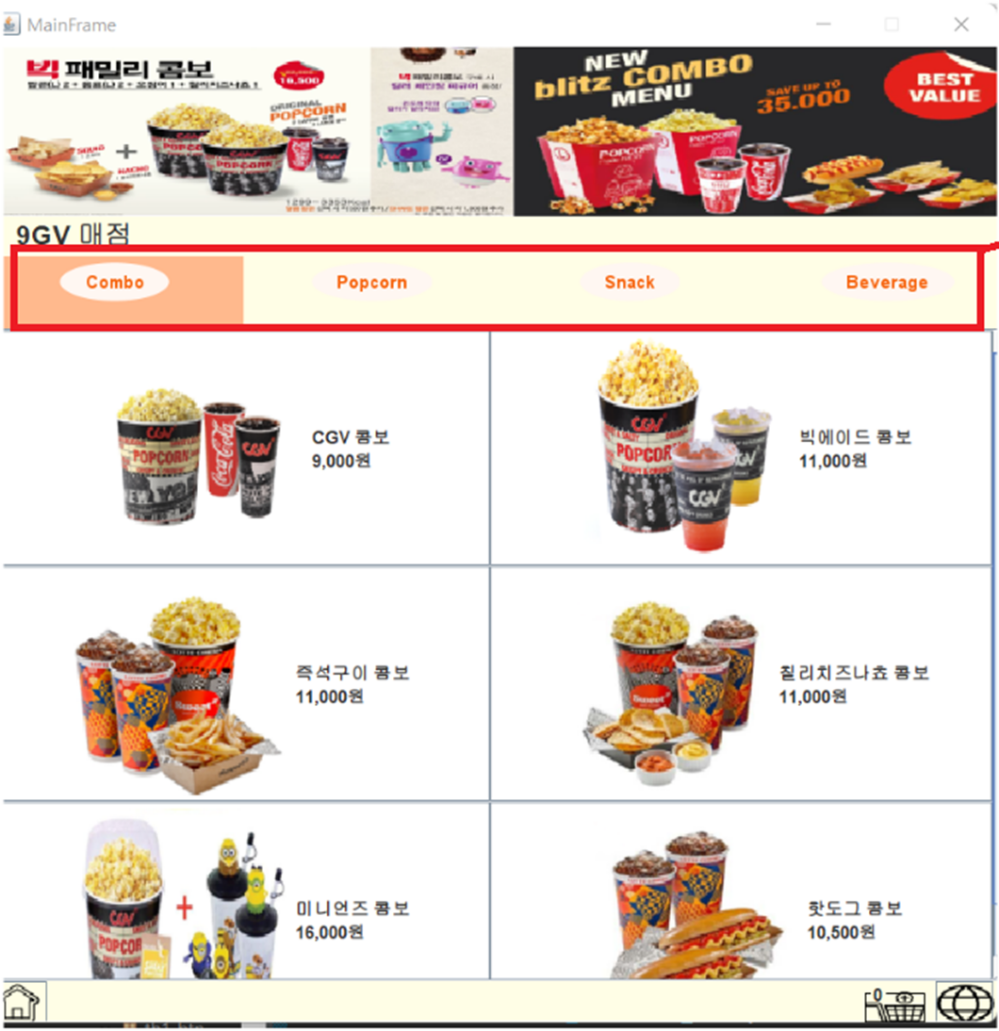 MainFrame
빅 패밀리 콤보
18,500
ORIGINAL
POPCORN
NEW
blitz COMBO
MENU
SAVE UP TO
35.000
BEST
VALUE
9GV 매점
Combo
Popcorn
Snack
Beverage
CGV 콤보
9,000원
빅에이드 콤보
11,000원
즉석구이 콤보
11,000원
칠리치즈나쵸 콤보
11,000원
미니언즈 콤보
16,000원
핫도그 콤보
10,500원
0